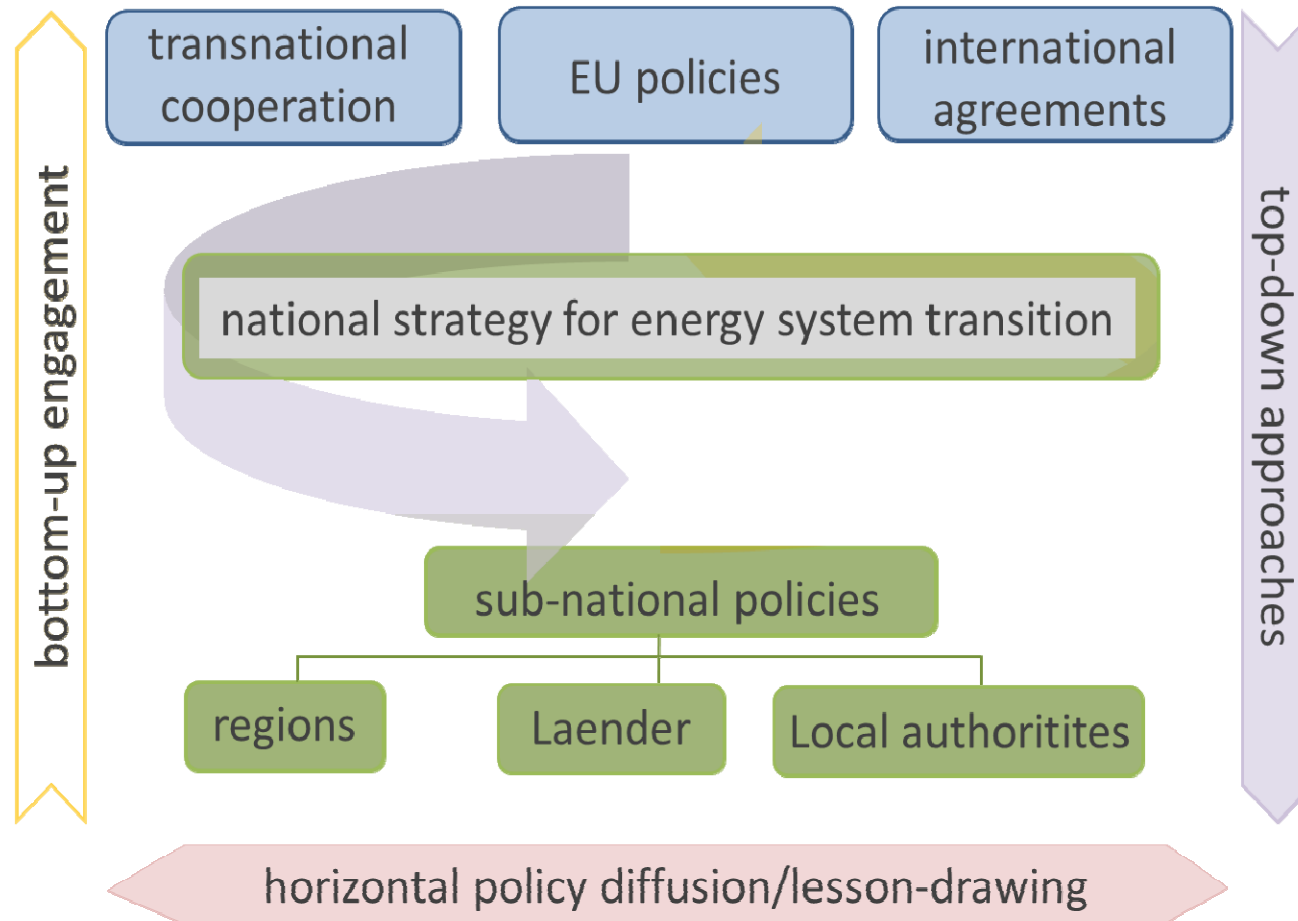 transnational
cooperation
EU policies
international
agreements
bottom-up engagement
top-down approaches
national strategy for energy system transition
sub-national policies
regions
Laender
Local authoritites
horizontal policy diffusion/lesson-drawing